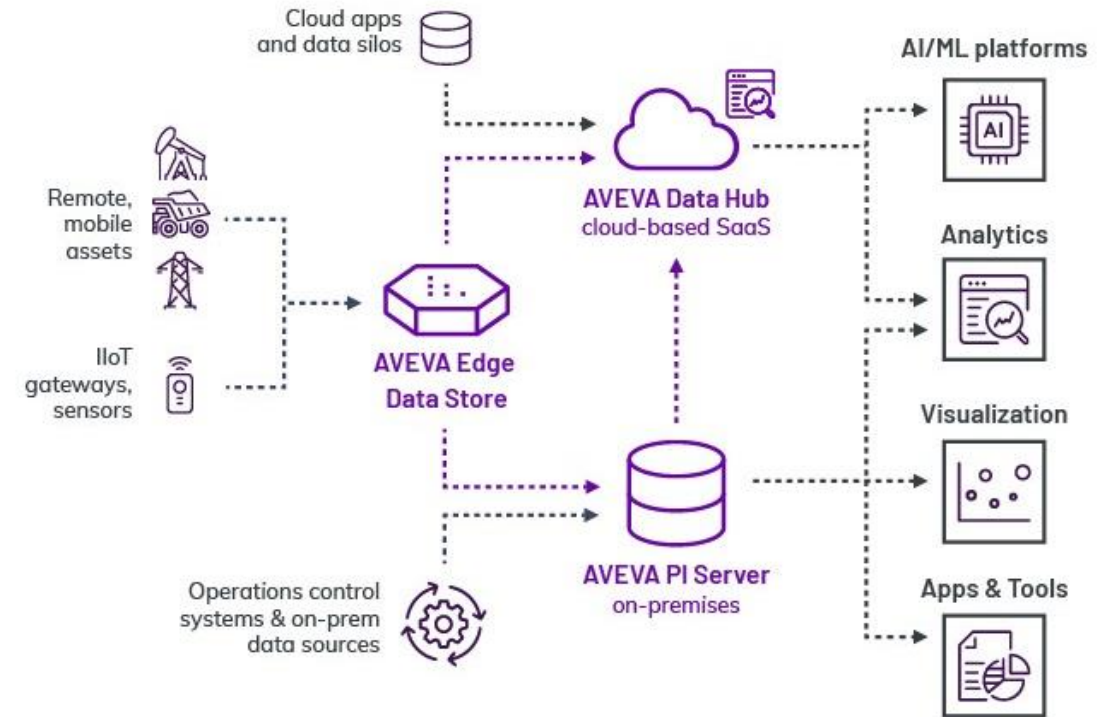 Cloud apps
and data silos
AI/ML platforms
AI
Remote,
mobile
assets
AVEVA Data Hub
cloud-based SaaS
Analytics
IIoT
gateways,
sensors
AVEVA Edge
Data Store
Visualization
AVEVA PI Server
on-premises
Operations control
systems & on-prem
data sources
Apps & Tools